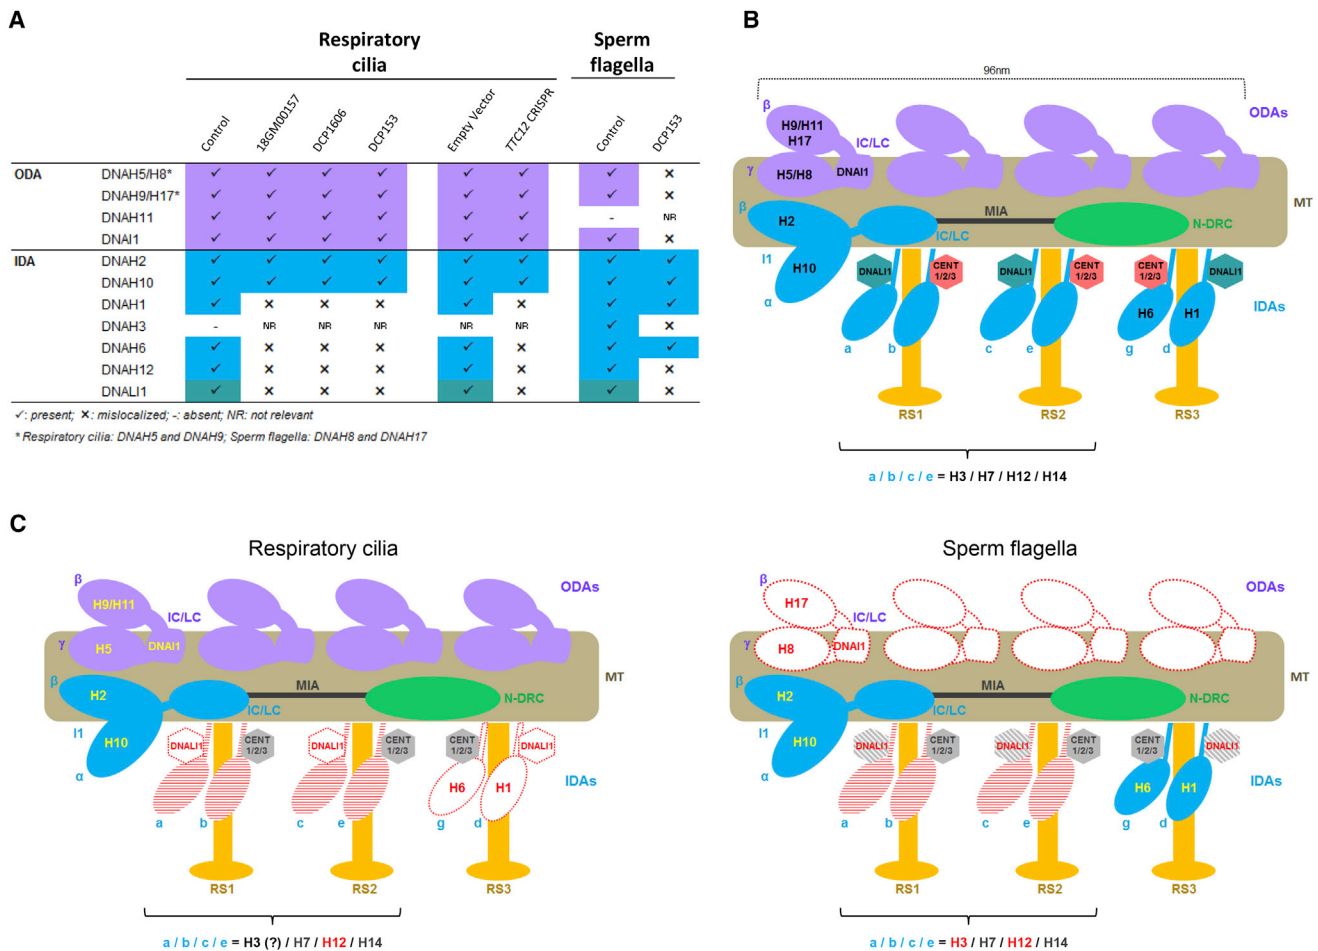 A
Respiratory cilia
Sperm flagella
Control
18GM00157
DCP1606
DCP153
Empty Vector
TTC12 CRISPR
Control
DCP153
ODA DNAH5/H8* ✓ ✓ ✓ ✓ ✓ ✓ ✓ ×
DNAH9/H17* ✓ ✓ ✓ ✓ ✓ ✓ ✓ ×
DNAH11 ✓ ✓ ✓ ✓ ✓ ✓ - NR
DNAI1 ✓ ✓ ✓ ✓ ✓ ✓ ✓ ×
IDA DNAH2 ✓ ✓ ✓ ✓ ✓ ✓ ✓ ✓
DNAH10 ✓ ✓ ✓ ✓ ✓ ✓ ✓ ✓
DNAH1 ✓ × × × ✓ × ✓ ✓
DNAH3 - NR NR NR NR NR ✓ ×
DNAH6 ✓ × × × ✓ × ✓ ✓
DNAH12 ✓ × × × ✓ × ✓ ×
DNALI1 ✓ × × × ✓ × ✓ ×
✓: present; ×: mislocalized; -: absent; NR: not relevant
* Respiratory cilia: DNAH5 and DNAH9; Sperm flagella: DNAH8 and DNAH17
B
96nm
β
ODAs
H9/H11
H17
IC/LC
γ
H5/H8
DNAI1
MT
β
H2
MIA
N-DRC
IC/LC
I1
H10
α
DNALI1
CENT 1/2/3
DNALI1
CENT 1/2/3
CENT 1/2/3
DNALI1
IDAs
H6
H1
a b c e g d
RS1
RS2
RS3
a / b / c / e = H3 / H7 / H12 / H14
C
Respiratory cilia
β
ODAs
H9/H11
IC/LC
γ
H5
DNAI1
MT
β
H2
MIA
N-DRC
IC/LC
I1
H10
α
DNALI1
CENT 1/2/3
DNALI1
CENT 1/2/3
CENT 1/2/3
DNALI1
IDAs
H6
H1
a b c e g d
RS1
RS2
RS3
a / b / c / e = H3 (?) / H7 / H12 / H14
Sperm flagella
β
ODAs
H17
IC/LC
γ
H8
DNAI1
MT
β
H2
MIA
N-DRC
IC/LC
I1
H10
α
DNALI1
CENT 1/2/3
DNALI1
CENT 1/2/3
CENT 1/2/3
DNALI1
IDAs
H6
H1
a b c e g d
RS1
RS2
RS3
a / b / c / e = H3 / H7 / H12 / H14